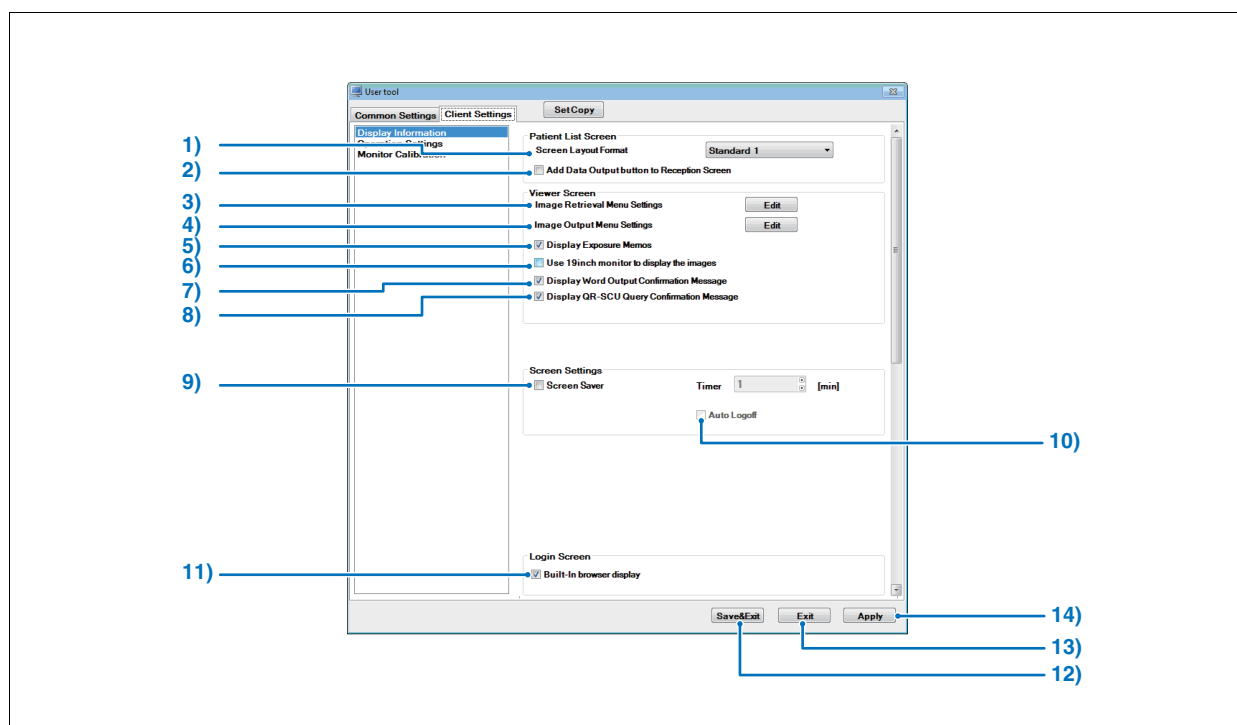 User tool
Common Settings Client Settings SetCopy
Display Information
Operation Settings
Monitor Calibration
Patient List Screen
1) Screen Layout Format Standard 1
2) Add Data Output button to Reception Screen
Viewer Screen
3) Image Retrieval Menu Settings Edit
4) Image Output Menu Settings Edit
5) Display Exposure Memos
6) Use 19inch monitor to display the images
7) Display Word Output Confirmation Message
8) Display QR-SCU Query Confirmation Message
Screen Settings
9) Screen Saver Timer 1 [min]
Auto Logoff
10)
Login Screen
11) Built-In browser display
Save&Exit Exit Apply 14)
13)
12)